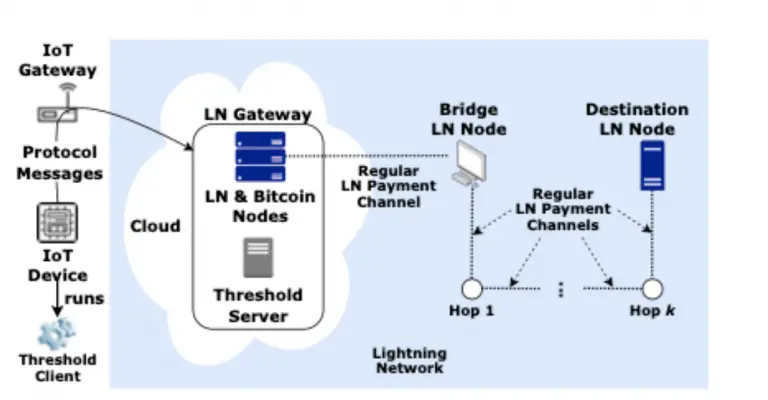 IoT
Gateway
Protocol
Messages
IoT
Device
runs
Threshold
Client
Cloud
LN Gateway
LN & Bitcoin
Nodes
Threshold
Server
Regular
LN Payment
Channel
Bridge
LN Node
Destination
LN Node
Regular
LN Payment
Channels
Hop 1
⋮
Hop k
Lightning
Network